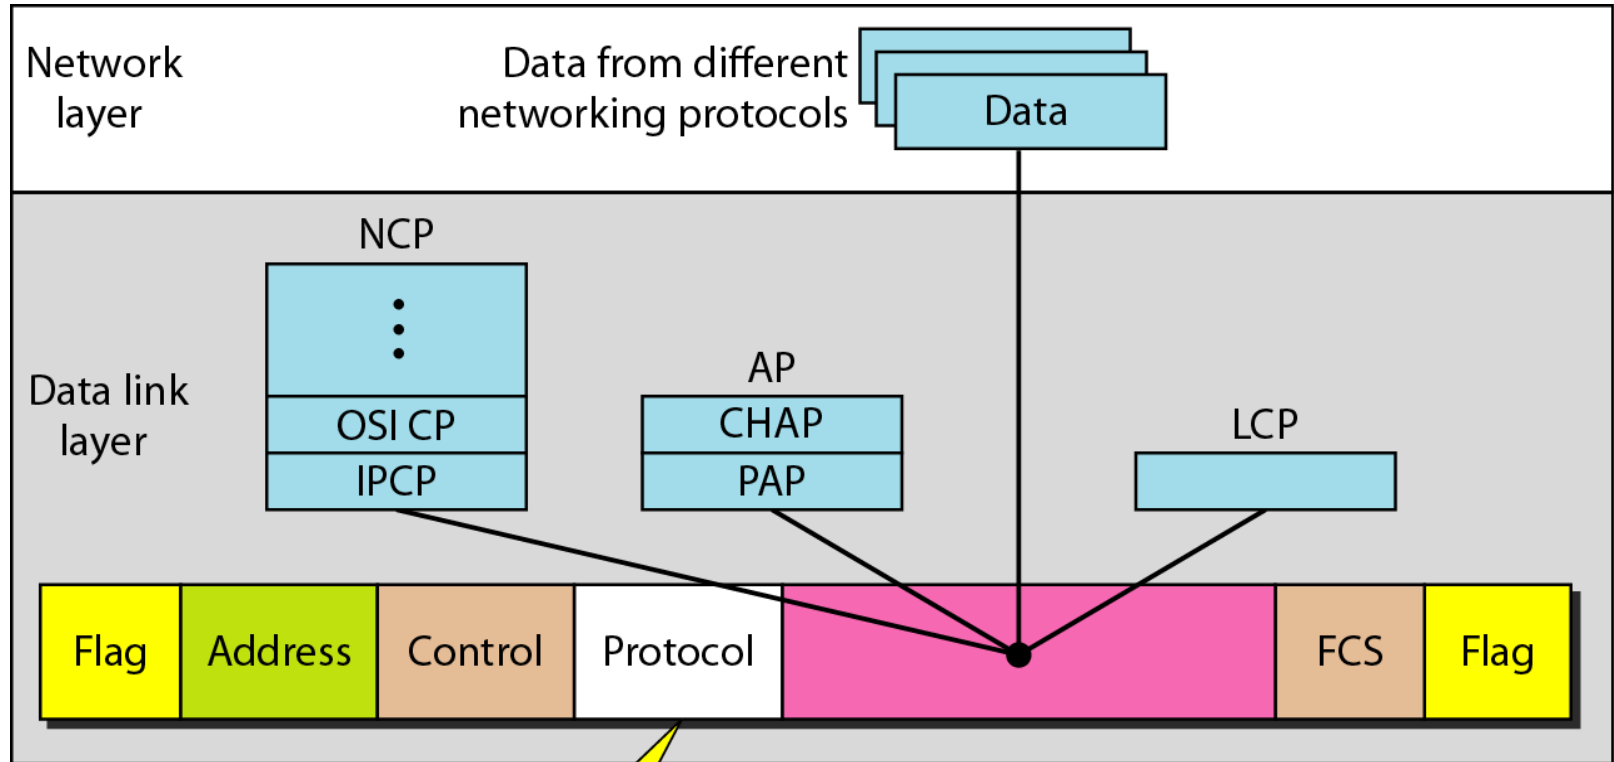 Network
layer
Data from different
networking protocols
Data
NCP
Data link
layer
OSI CP
IPCP
AP
CHAP
PAP
LCP
Flag
Address
Control
Protocol
FCS
Flag